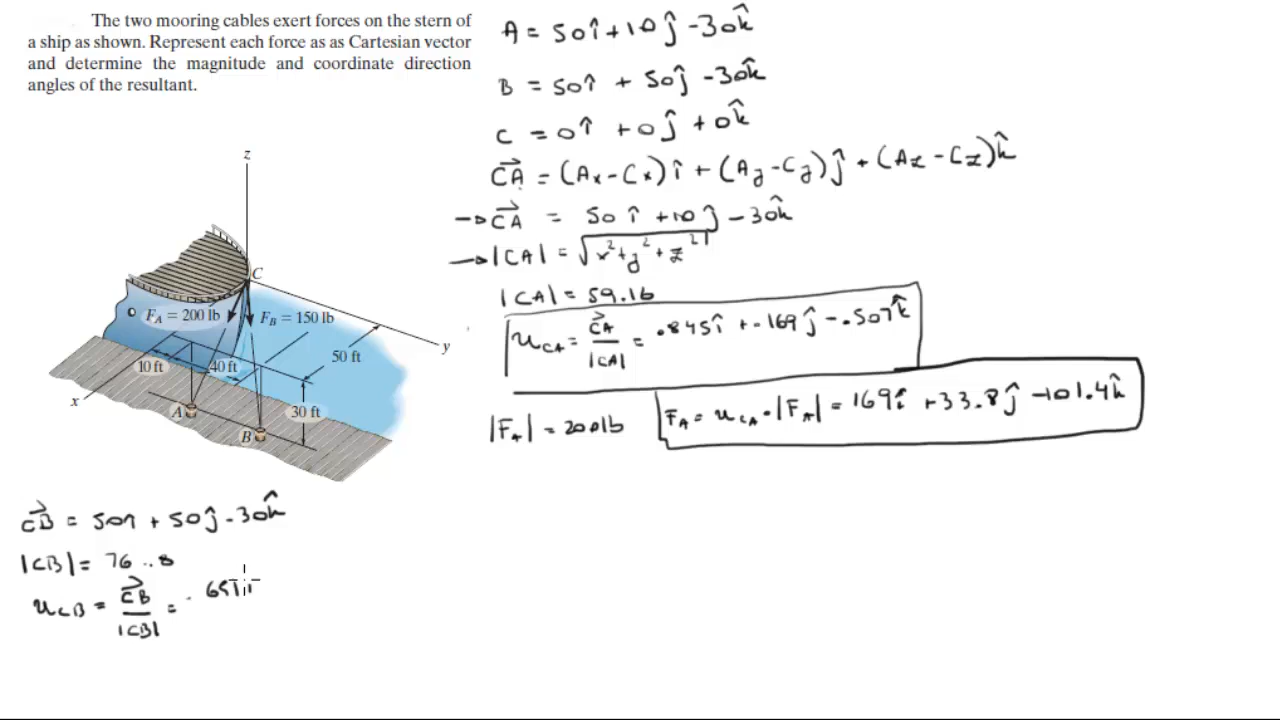 The two mooring cables exert forces on the stern of
a ship as shown. Represent each force as as Cartesian vector
and determine the magnitude and coordinate direction
angles of the resultant.
z
C
F_A = 200 lb
F_B = 150 lb
y
50 ft
10 ft
40 ft
x
A
30 ft
B
A = 50î + 10ĵ - 30k̂
B = 50î + 50ĵ - 30k̂
C = 0î + 0ĵ + 0k̂
CA⃗ = (Ax - Cx)î + (Ay - Cy)ĵ + (Az - Cz)k̂
→ CA⃗ = 50î + 10ĵ - 30k̂
→ |CA| = √(x² + y² + z²)
|CA| = 59.16
u_CA = CA⃗ / |CA| = .845î + .169ĵ - .507k̂
|F_A| = 200lb
F_A = u_CA · |F_A| = 169î + 33.8ĵ - 101.4k̂
CB⃗ = 50î + 50ĵ - 30k̂
|CB| = 76..8
u_CB = CB⃗ / |CB| = .651